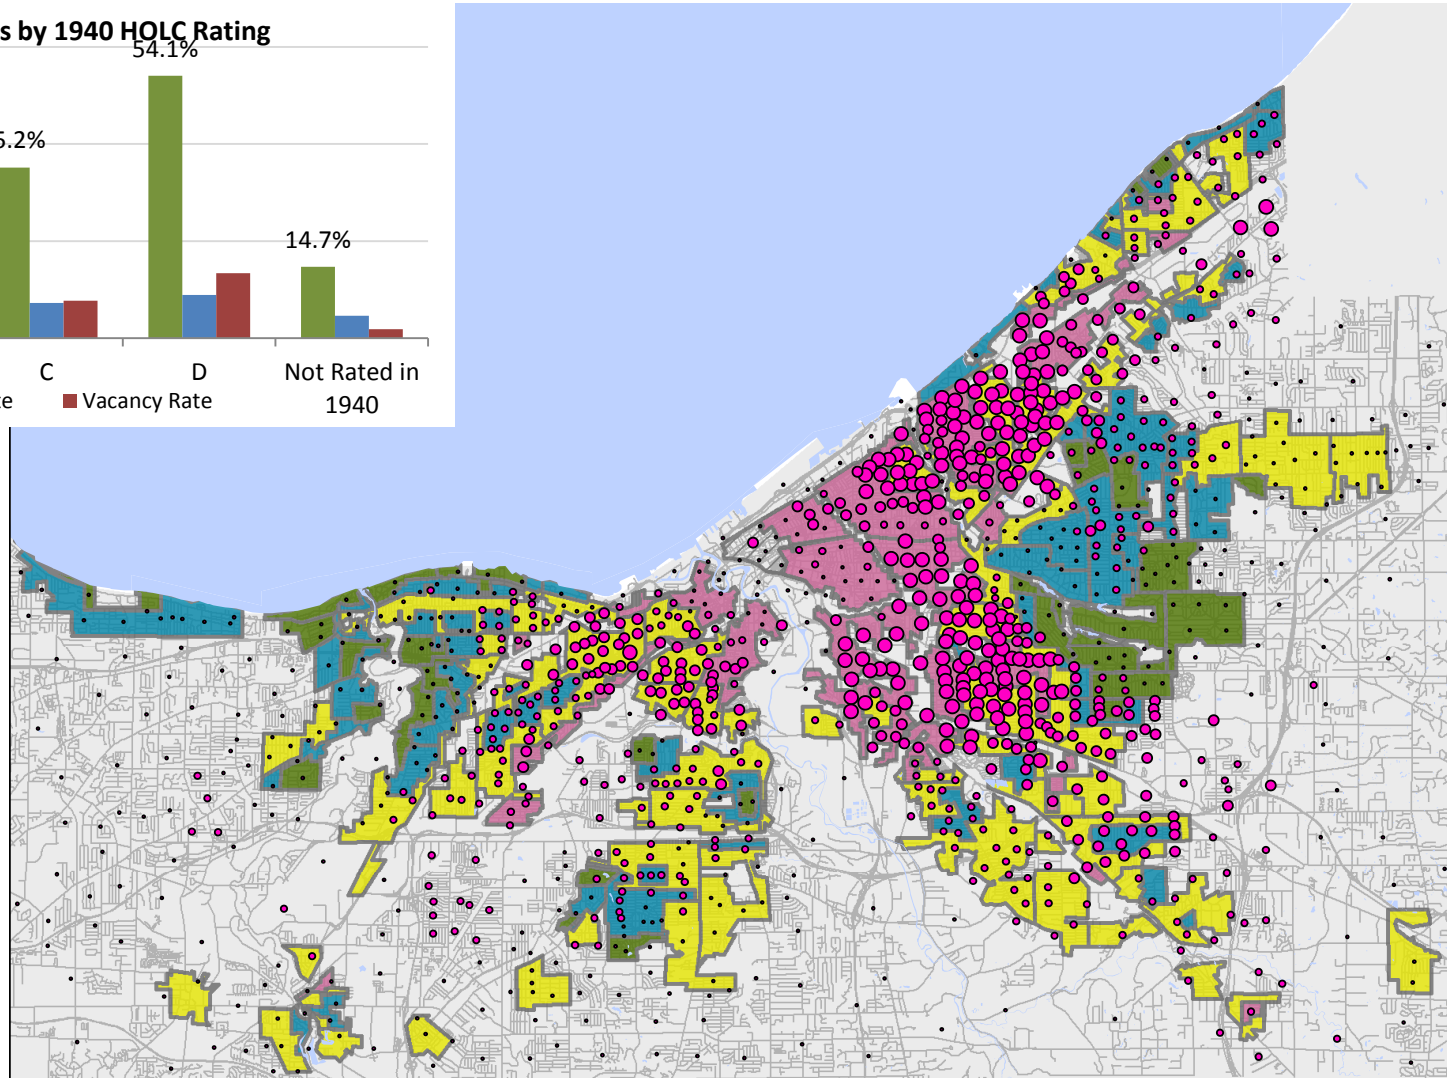 s by 1940 HOLC Rating
54.1%
5.2%
14.7%
C D Not Rated in
1940
te Vacancy Rate